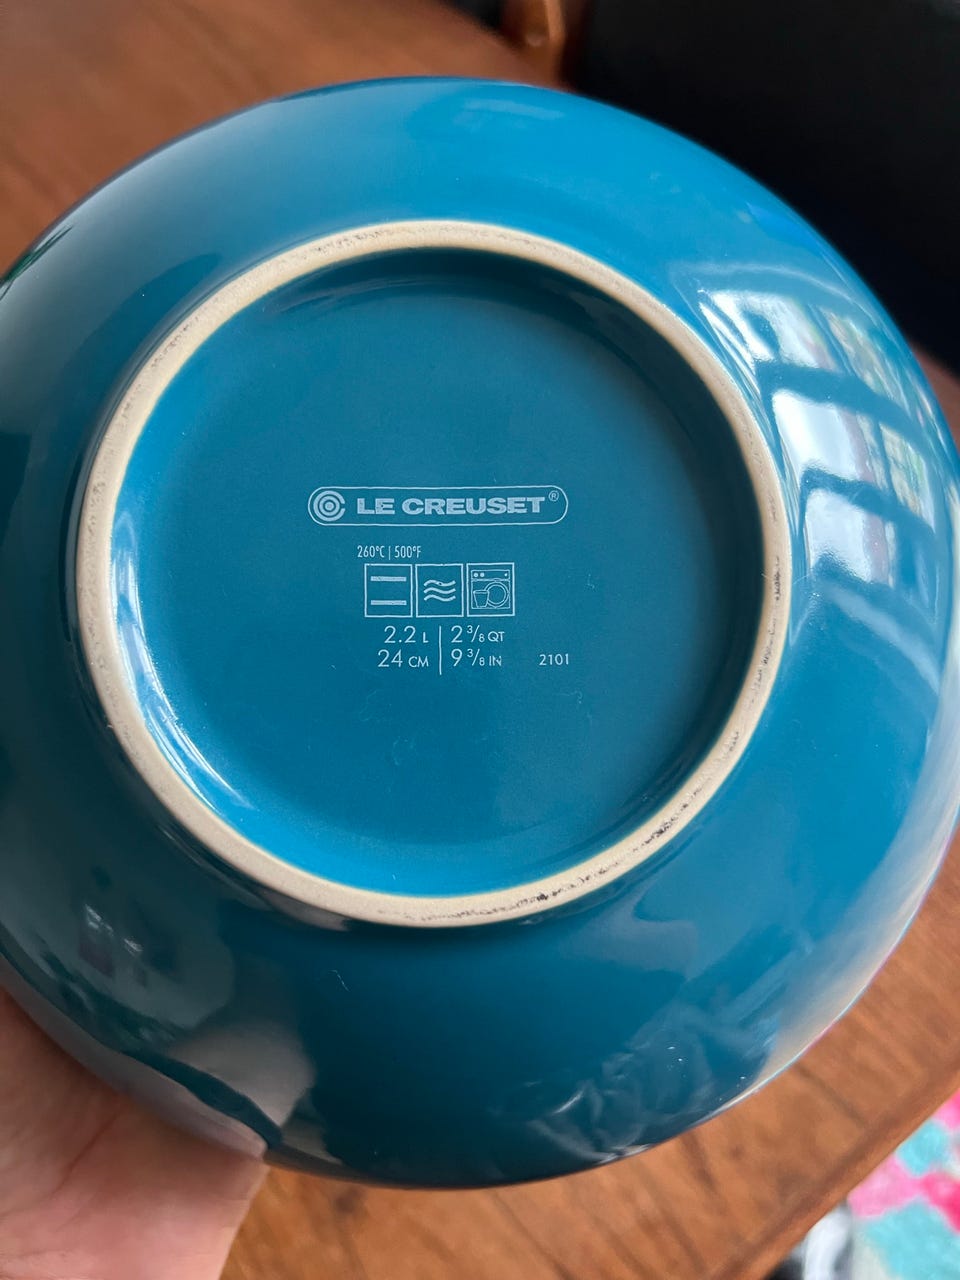 LE CREUSET®
260°C | 500°F
2.2 L | 2 3/8 QT
24 CM | 9 3/8 IN 2101